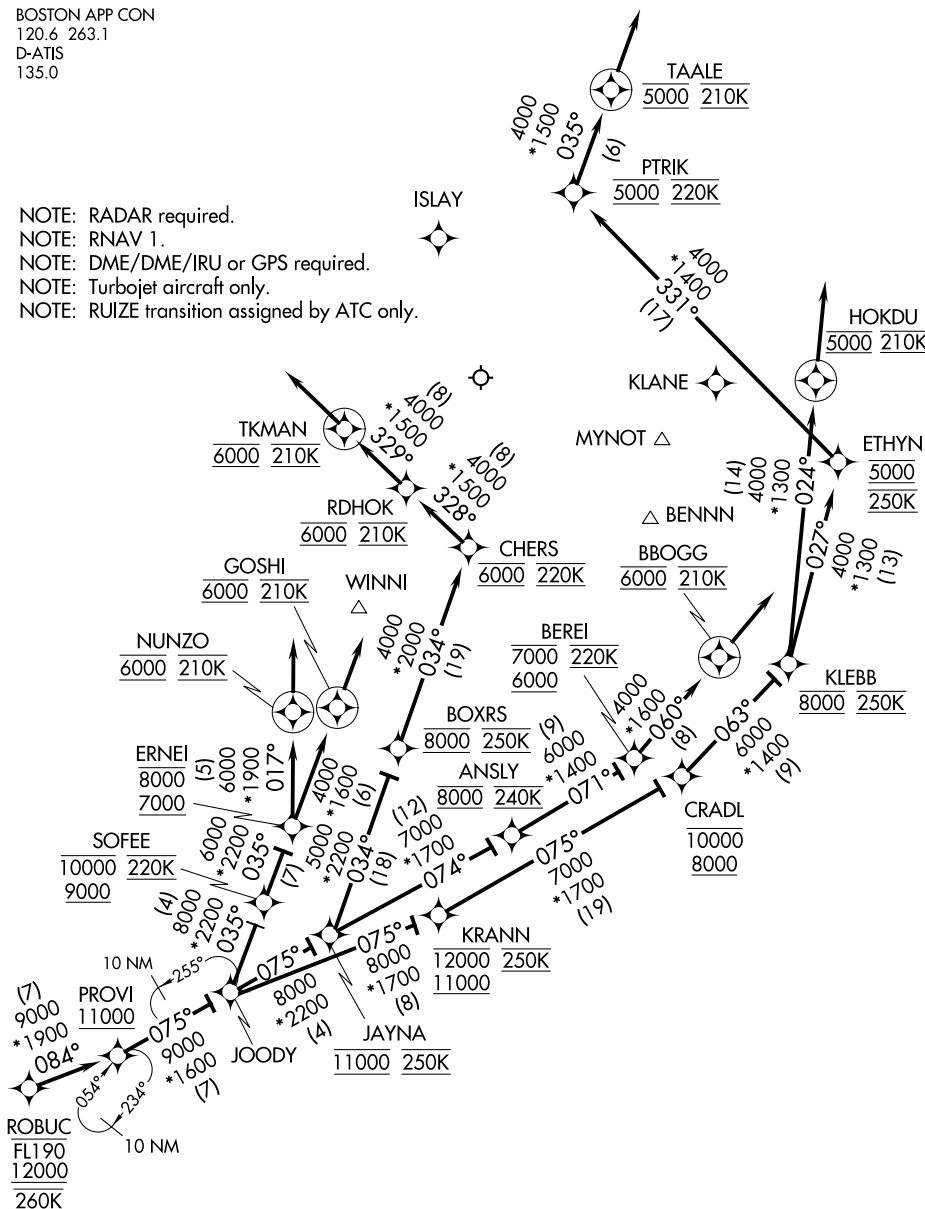 BOSTON APP CON
120.6 263.1
D-ATIS
135.0
TAALE
5000 210K
4000
*1500
035°
(6)
PTRIK
5000 220K
ISLAY
NOTE: RADAR required.
NOTE: RNAV 1.
NOTE: DME/DME/IRU or GPS required.
NOTE: Turbojet aircraft only.
NOTE: RUIZE transition assigned by ATC only.
4000
*1400
331°
(17)
HOKDU
5000 210K
KLANE
TKMAN
6000 210K
(8)
4000
*1500
329°
MYNOT
ETHYN
5000
250K
(14)
4000
*1300
024°
RDHOK
6000 210K
(8)
4000
*1500
328°
BENNN
027°
4000
*1300
(13)
CHERS
6000 220K
BBOGG
6000 210K
GOSHI
6000 210K
WINNI
NUNZO
6000 210K
4000
*2000
034°
(19)
BEREI
7000 220K
6000
KLEBB
8000 250K
4000
*1600
060°
(8)
BOXRS
8000 250K
063°
6000
*1400
(9)
ERNEI
8000
7000
(5)
6000
*1900
017°
4000
*1600
(6)
ANSLY
8000 240K
(9)
6000
*1400
071°
CRADL
10000
8000
SOFEE
10000 220K
9000
6000
*2200
035°
(7)
5000
*2200
034°
(18)
(12)
7000
*1700
074°
075°
7000
*1700
(19)
(4)
8000
*2200
035°
KRANN
12000 250K
11000
10 NM
255°
075°
8000
*2200
(4)
075°
8000
*1700
(8)
PROVI
11000
JOODY
JAYNA
11000 250K
(7)
9000
*1900
084°
075°
9000
*1600
(7)
054°
234°
10 NM
ROBUC
FL190
12000
260K